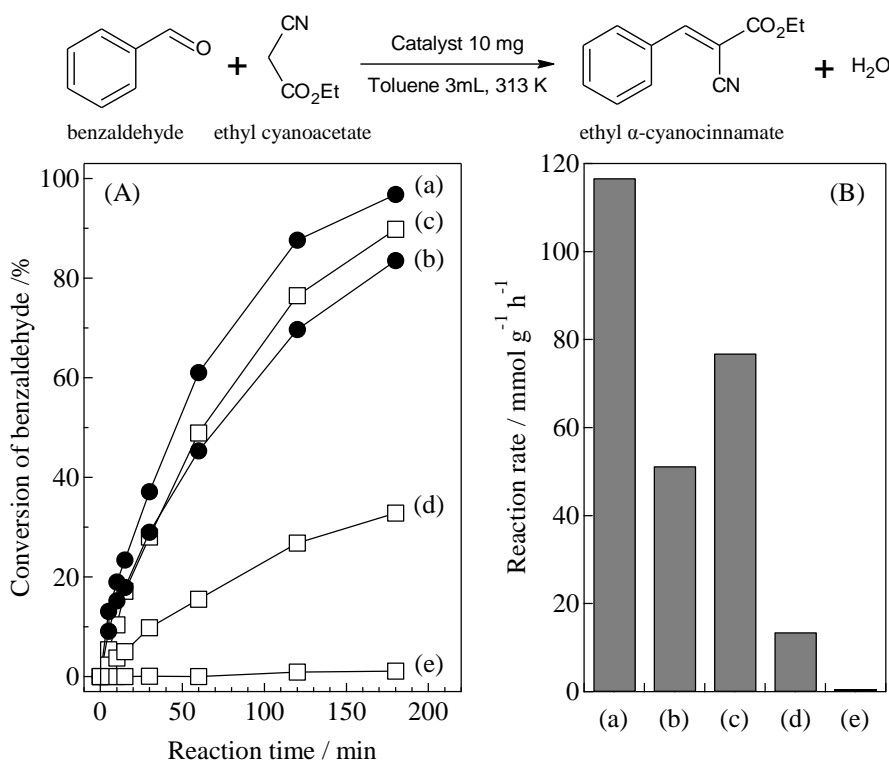 O
+
CN
CO₂Et
Catalyst 10 mg
Toluene 3mL, 313 K
CO₂Et
CN
+ H₂O
benzaldehyde ethyl cyanoacetate ethyl α-cyanocinnamate
(A)
(a)
(c)
(b)
(d)
(e)
100
80
60
40
20
0
Conversion of benzaldehyde /%
0 50 100 150 200
Reaction time / min
(B)
120
100
80
60
40
20
0
Reaction rate / mmol g⁻¹ h⁻¹
(a) (b) (c) (d) (e)